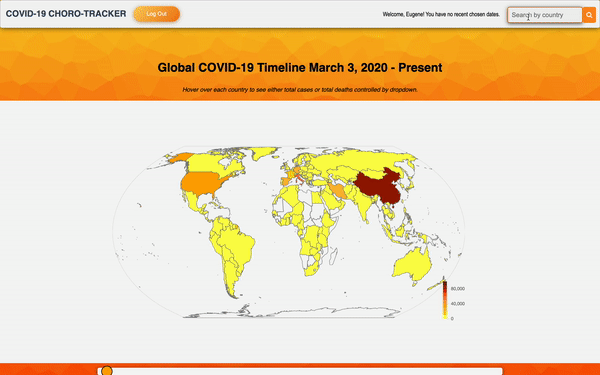 COVID-19 CHORO-TRACKER
Log Out
Welcome, Eugene! You have no recent chosen dates.
Search by country
Global COVID-19 Timeline March 3, 2020 - Present
Hover over each country to see either total cases or total deaths controlled by dropdown.
80,000
40,000
0